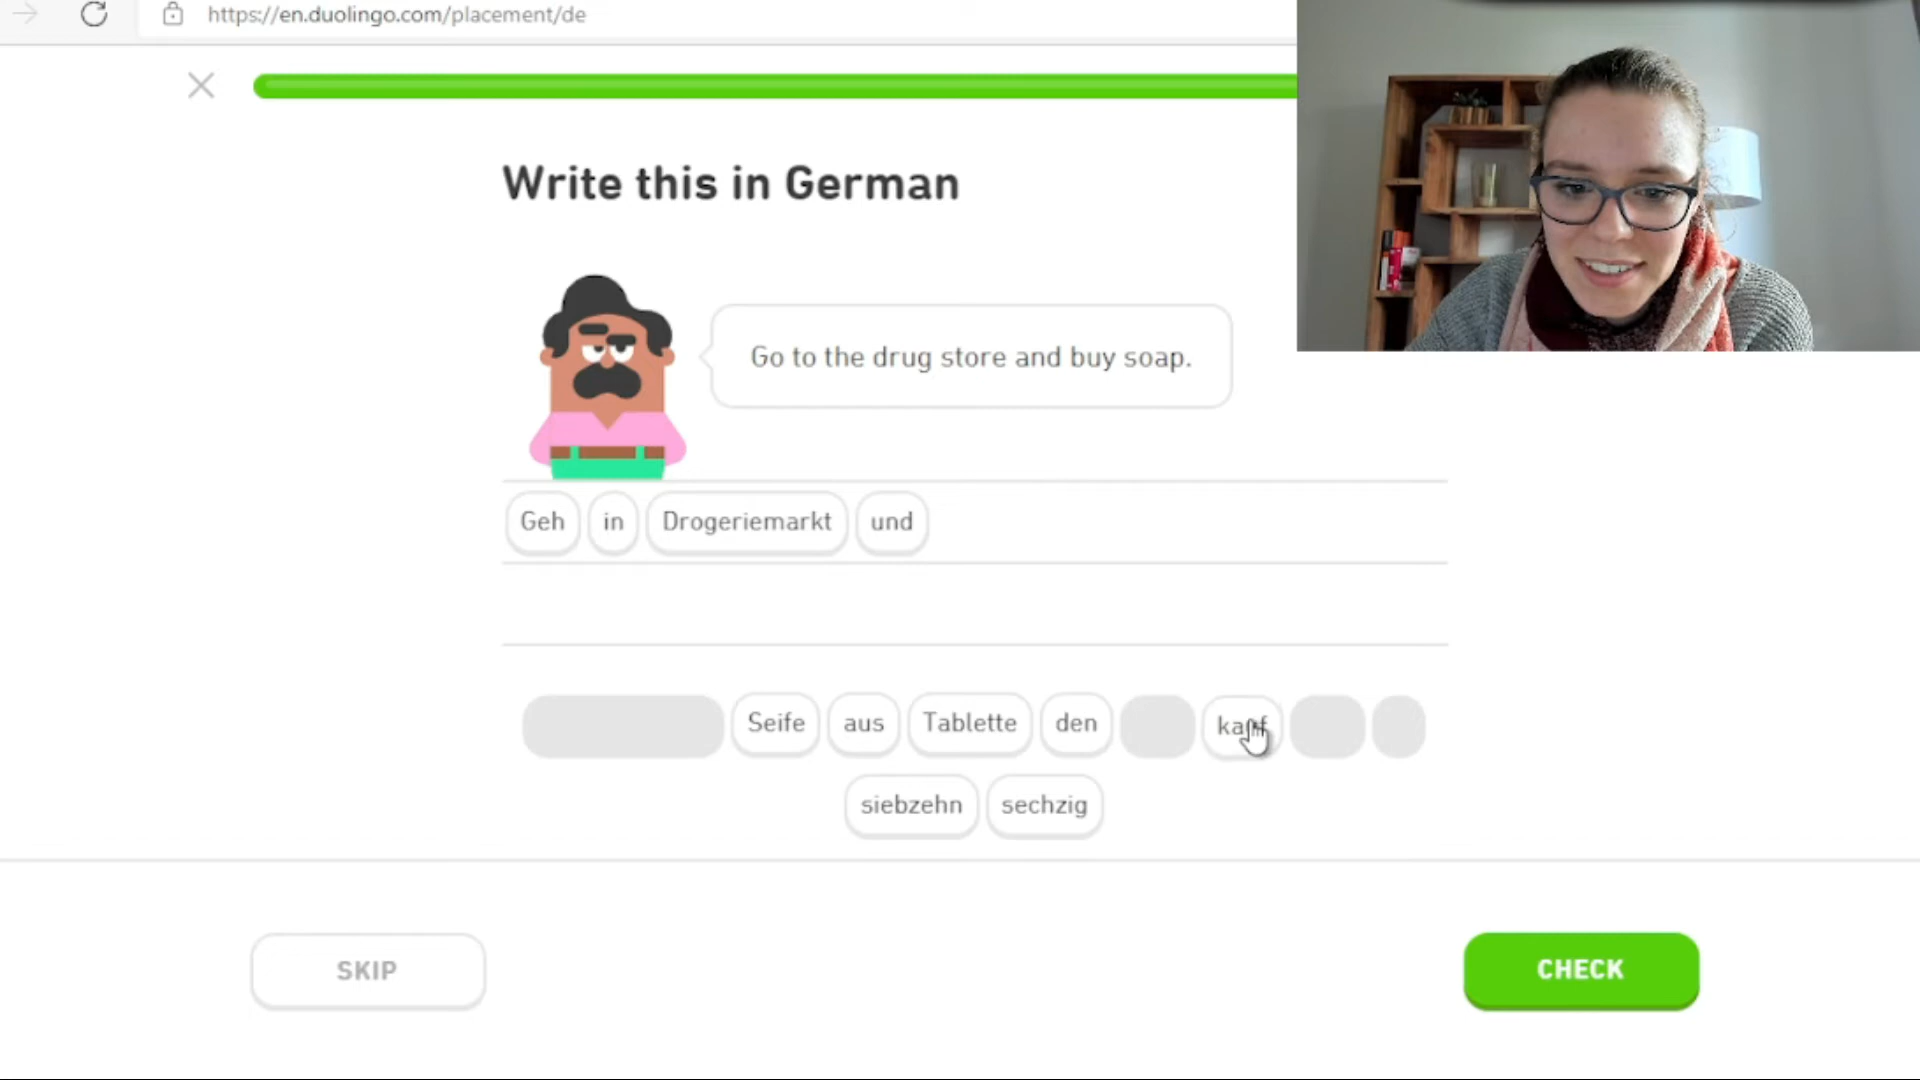 https://en.duolingo.com/placement/de
Write this in German
Go to the drug store and buy soap.
Geh in Drogeriemarkt und
Seife aus Tablette den kauf
siebzehn sechzig
SKIP CHECK